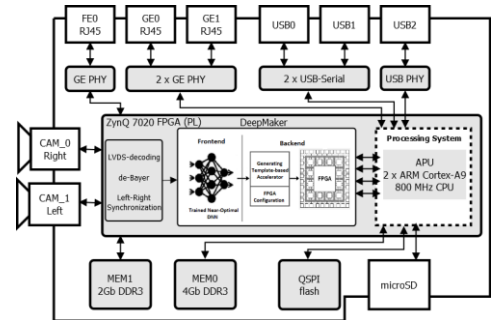 FE0
RJ45
GE0
RJ45
GE1
RJ45
USB0
USB1
USB2
GE PHY
2 x GE PHY
2 x USB-Serial
USB PHY
ZynQ 7020 FPGA (PL)
DeepMaker
CAM_0
Right
CAM_1
Left
LVDS-decoding
de-Bayer
Left-Right
Synchronization
Frontend
Trained Near-Optimal
DNN
Backend
Generating
Template-based
Accelerator
FPGA
Configuration
FPGA
Processing System
APU
2 x ARM Cortex-A9
800 MHz CPU
MEM1
2Gb DDR3
MEM0
4Gb DDR3
QSPI
flash
microSD